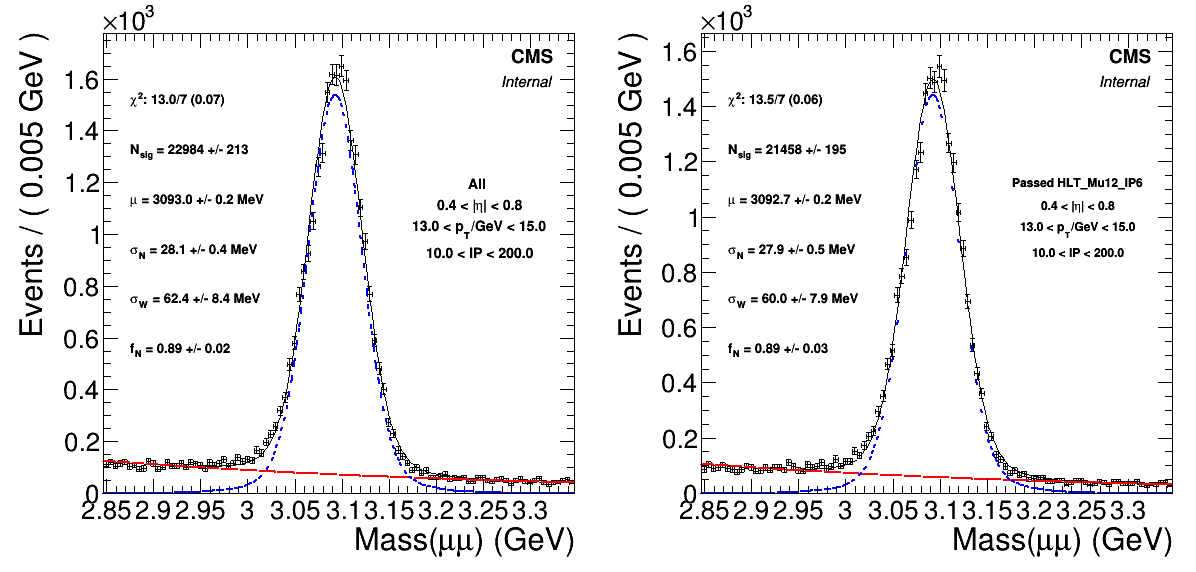 ×10³
Events / ( 0.005 GeV )
1.6
1.4
1.2
1
0.8
0.6
0.4
0.2
0
CMS
Internal
χ²: 13.0/7 (0.07)
N_sig = 22984 +/- 213
μ = 3093.0 +/- 0.2 MeV
σ_N = 28.1 +/- 0.4 MeV
σ_W = 62.4 +/- 8.4 MeV
f_N = 0.89 +/- 0.02
All
0.4 < |η| < 0.8
13.0 < p_T/GeV < 15.0
10.0 < IP < 200.0
2.85 2.9 2.95 3 3.05 3.1 3.15 3.2 3.25 3.3
Mass(μμ) (GeV)
×10³
Events / ( 0.005 GeV )
1.6
1.4
1.2
1
0.8
0.6
0.4
0.2
0
CMS
Internal
χ²: 13.5/7 (0.06)
N_sig = 21458 +/- 195
μ = 3092.7 +/- 0.2 MeV
σ_N = 27.9 +/- 0.5 MeV
σ_W = 60.0 +/- 7.9 MeV
f_N = 0.89 +/- 0.03
Passed HLT_Mu12_IP6
0.4 < |η| < 0.8
13.0 < p_T/GeV < 15.0
10.0 < IP < 200.0
2.85 2.9 2.95 3 3.05 3.1 3.15 3.2 3.25 3.3
Mass(μμ) (GeV)